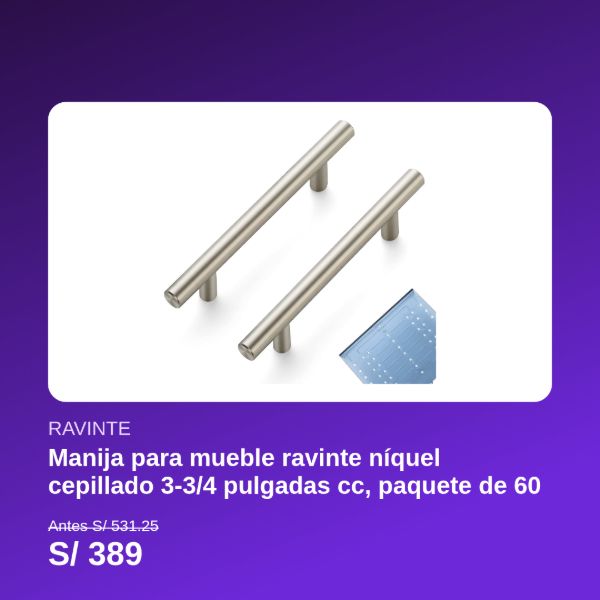 RAVINTE
Manija para mueble ravinte níquel
cepillado 3-3/4 pulgadas cc, paquete de 60
Antes S/ 531.25
S/ 389